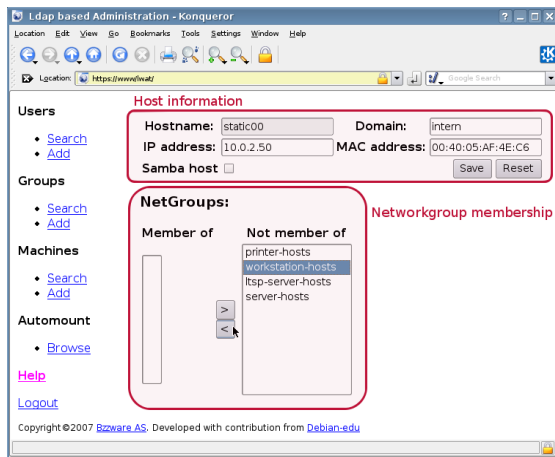 Ldap based Administration - Konqueror
Location Edit View Go Bookmarks Tools Settings Window Help
Location: https://www/lwat/ Google Search
Host information
Users
Search
Add
Groups
Search
Add
Machines
Search
Add
Automount
Browse
Help
Logout
Hostname: static00 Domain: intern
IP address: 10.0.2.50 MAC address: 00:40:05:AF:4E:C6
Samba host Save Reset
NetGroups:
Networkgroup membership
Member of Not member of
printer-hosts
workstation-hosts
ltsp-server-hosts
server-hosts
>
<
Copyright©2007 Bzzware AS. Developed with contribution from Debian-edu